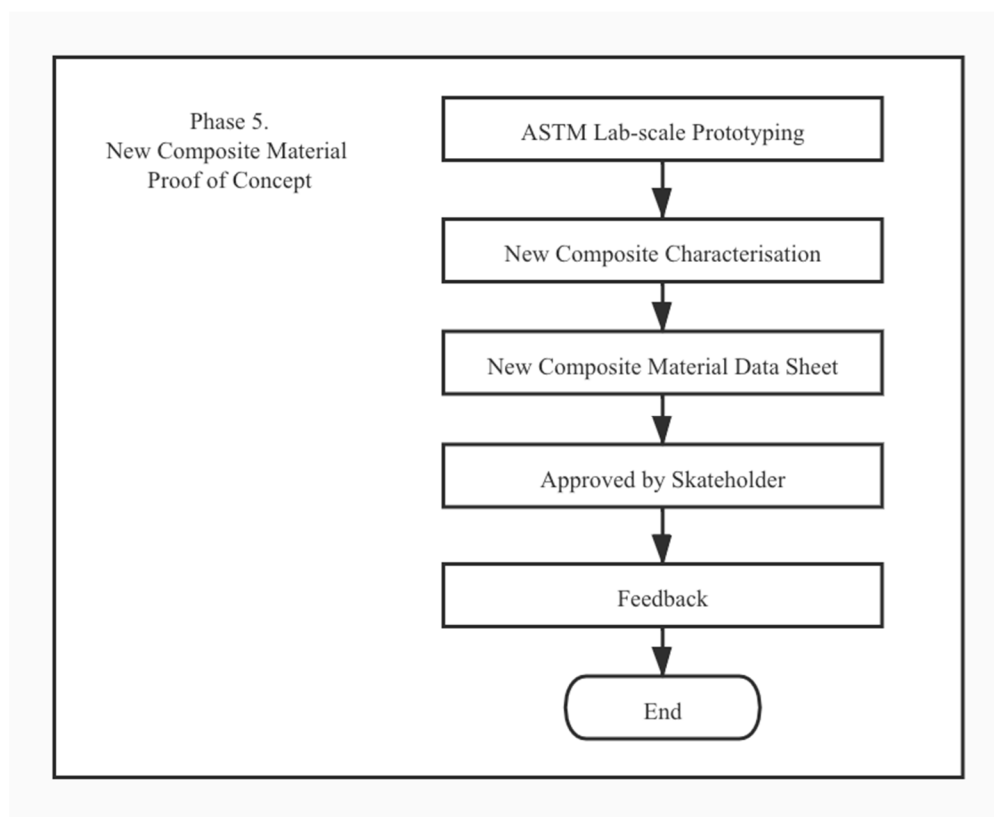 Phase 5.
New Composite Material
Proof of Concept
ASTM Lab-scale Prototyping
New Composite Characterisation
New Composite Material Data Sheet
Approved by Skateholder
Feedback
End